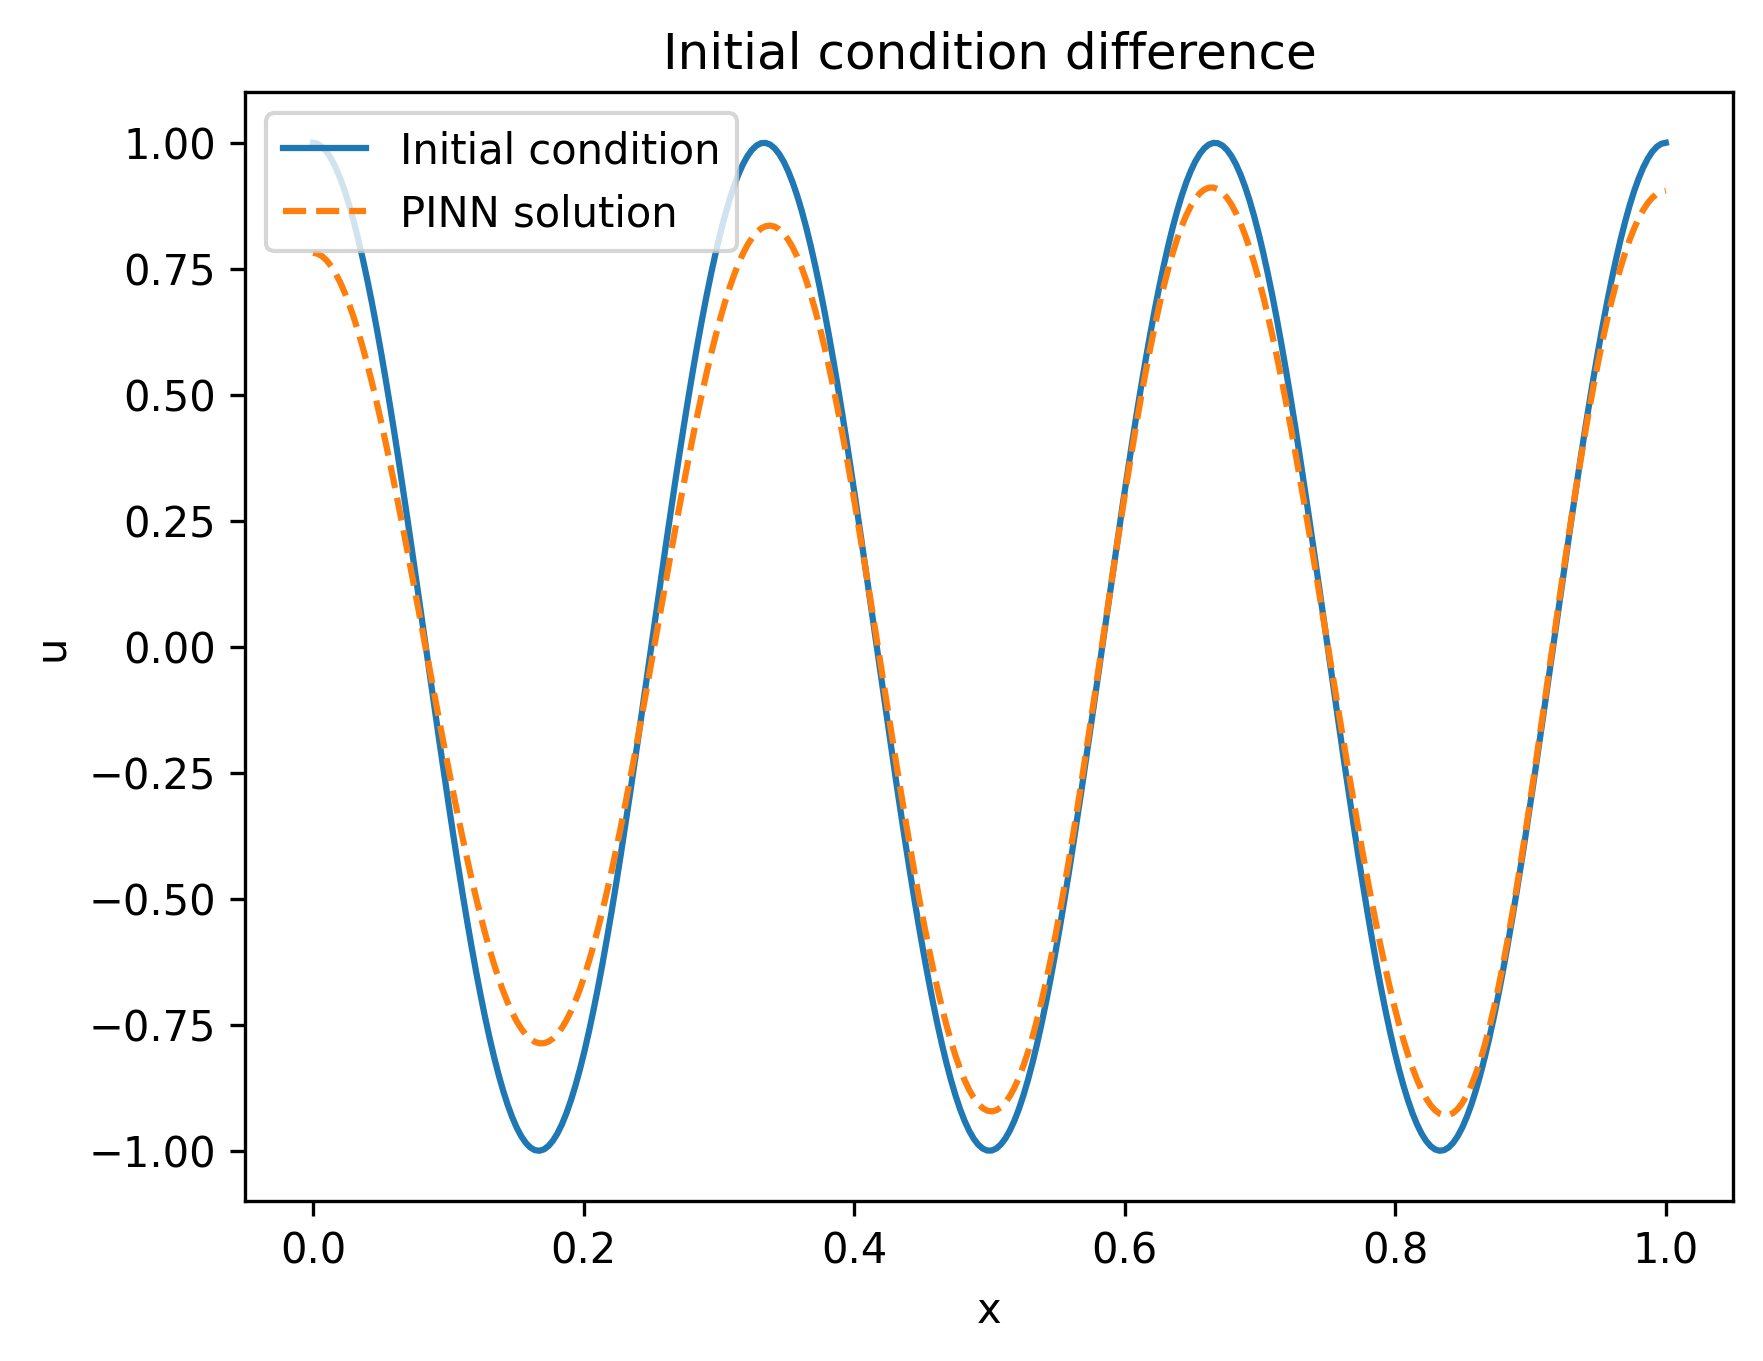 Initial condition difference
Initial condition
PINN solution
1.00
0.75
0.50
0.25
0.00
−0.25
−0.50
−0.75
−1.00
u
0.0 0.2 0.4 0.6 0.8 1.0
x